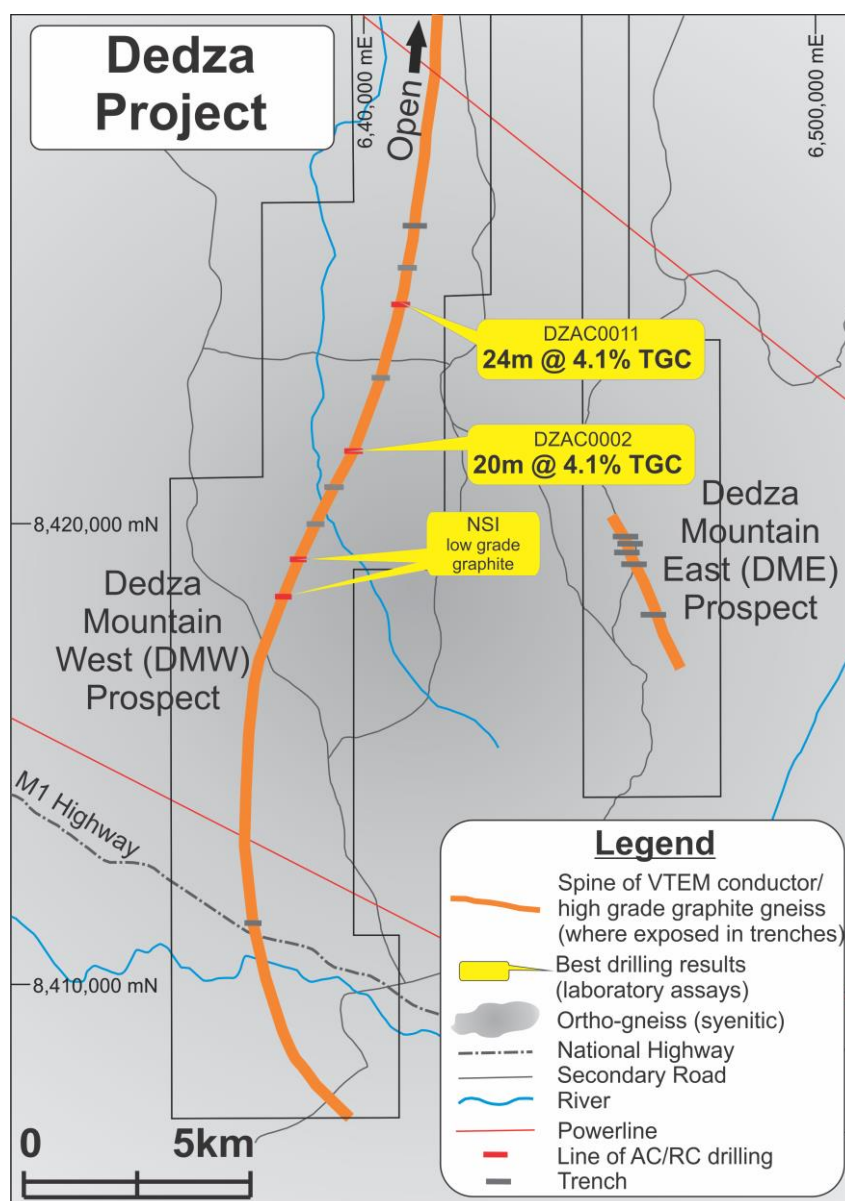 Dedza
Project
6,40,000 mE
6,500,000 mE
Open
DZAC0011
24m @ 4.1% TGC
DZAC0002
20m @ 4.1% TGC
8,420,000 mN
NSI
low grade
graphite
Dedza
Mountain
East (DME)
Prospect
Dedza
Mountain
West (DMW)
Prospect
M1 Highway
8,410,000 mN
0 5km
Legend
Spine of VTEM conductor/
high grade graphite gneiss
(where exposed in trenches)
Best drilling results
(laboratory assays)
Ortho-gneiss (syenitic)
National Highway
Secondary Road
River
Powerline
Line of AC/RC drilling
Trench